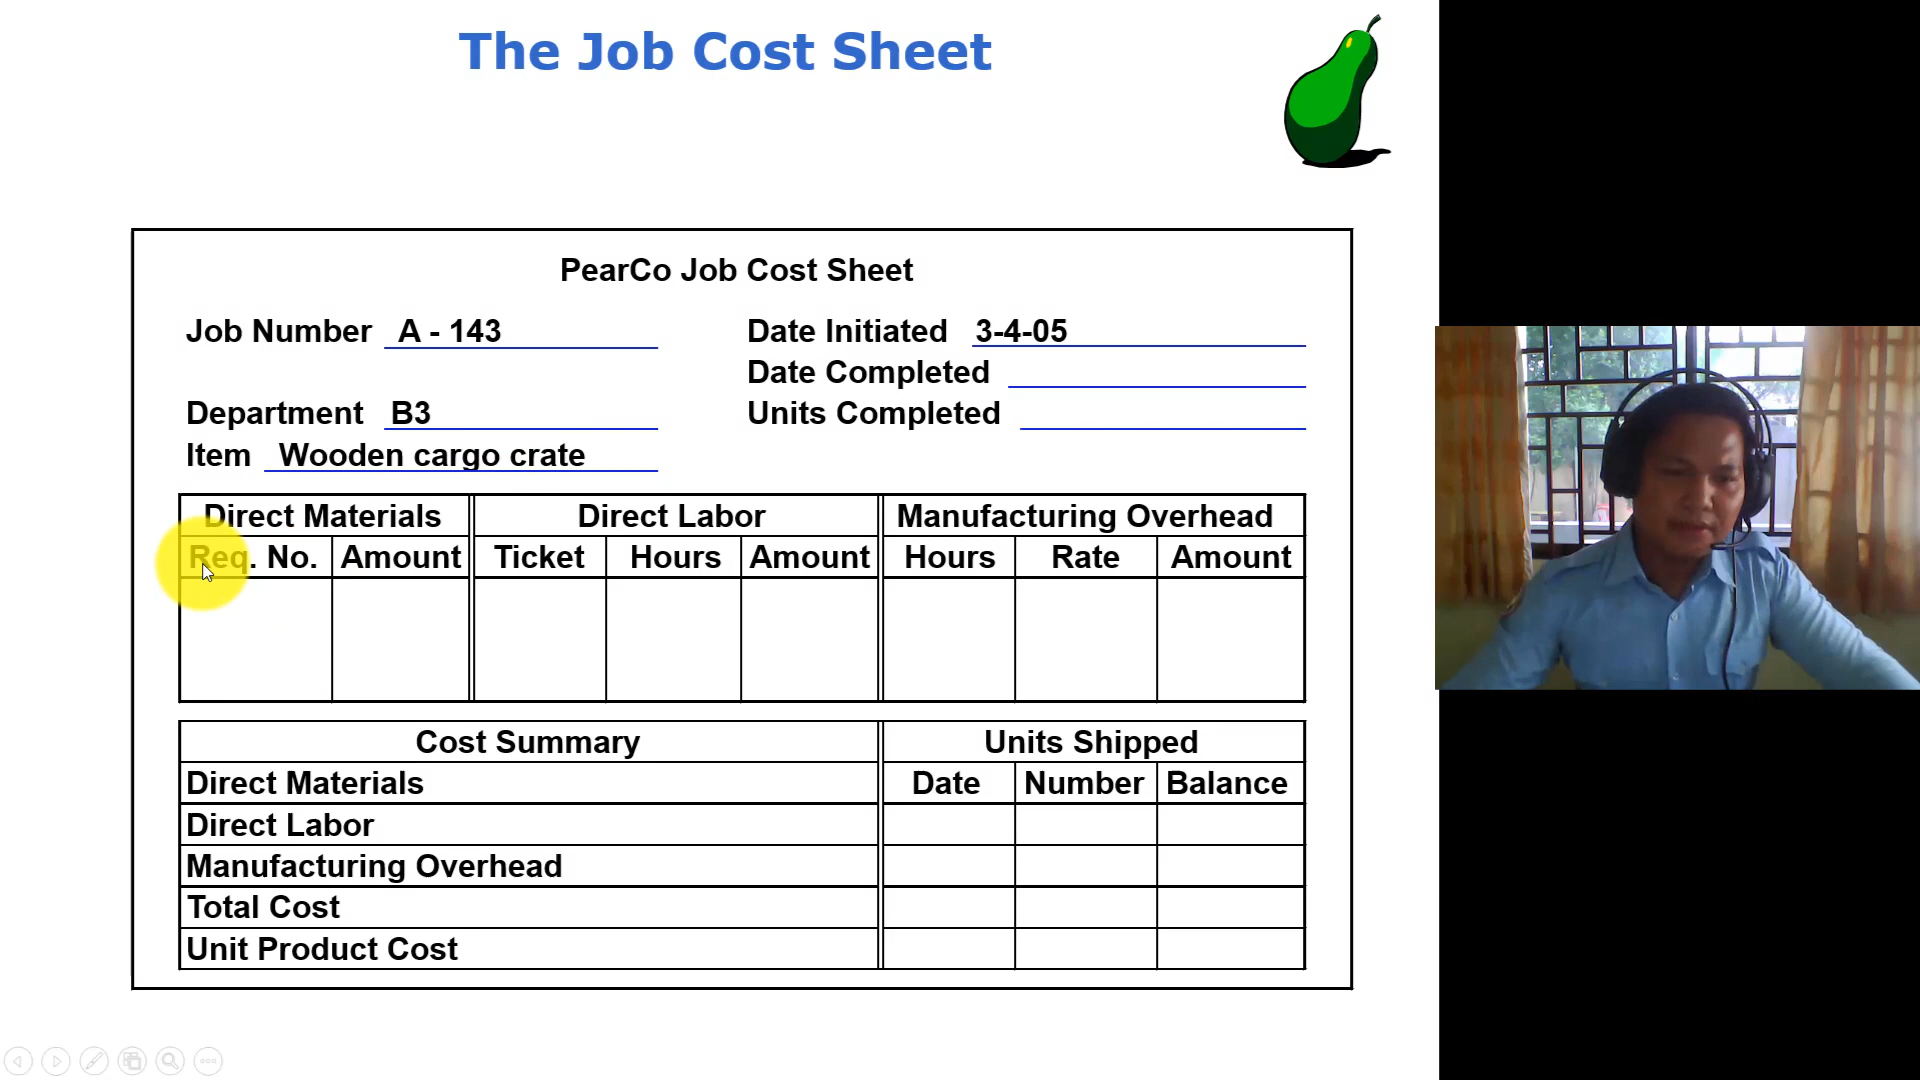 The Job Cost Sheet
PearCo Job Cost Sheet
Job Number A - 143
Date Initiated 3-4-05
Date Completed
Department B3
Units Completed
Item Wooden cargo crate
Direct Materials Direct Labor Manufacturing Overhead
Req. No. Amount Ticket Hours Amount Hours Rate Amount
Cost Summary Units Shipped
Direct Materials Date Number Balance
Direct Labor
Manufacturing Overhead
Total Cost
Unit Product Cost